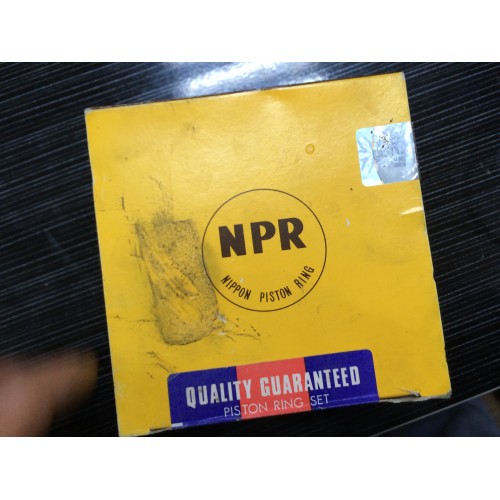 NPR
NIPPON PISTON RING
QUALITY GUARANTEED
PISTON RING SET